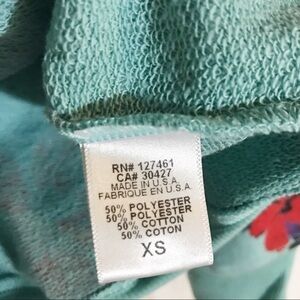 RN# 127461
CA# 30427
MADE IN U.S.A.
FABRIQUE EN U.S.A.
50% POLYESTER
50% POLYESTER
50% COTTON
50% COTON
XS